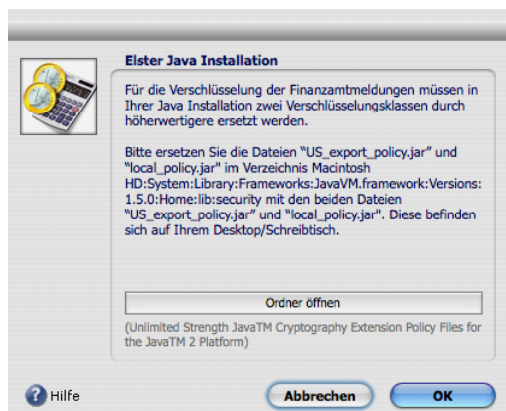 Elster Java Installation
Für die Verschlüsselung der Finanzamtmeldungen müssen in
Ihrer Java Installation zwei Verschlüsselungsklassen durch
höherwertigere ersetzt werden.
Bitte ersetzen Sie die Dateien "US_export_policy.jar" und
"local_policy.jar" im Verzeichnis Macintosh
HD:System:Library:Frameworks:JavaVM.framework:Versions:
1.5.0:Home:lib:security mit den beiden Dateien
"US_export_policy.jar" und "local_policy.jar". Diese befinden
sich auf Ihrem Desktop/Schreibtisch.
Ordner öffnen
(Unlimited Strength JavaTM Cryptography Extension Policy Files for
the JavaTM 2 Platform)
? Hilfe
Abbrechen
OK